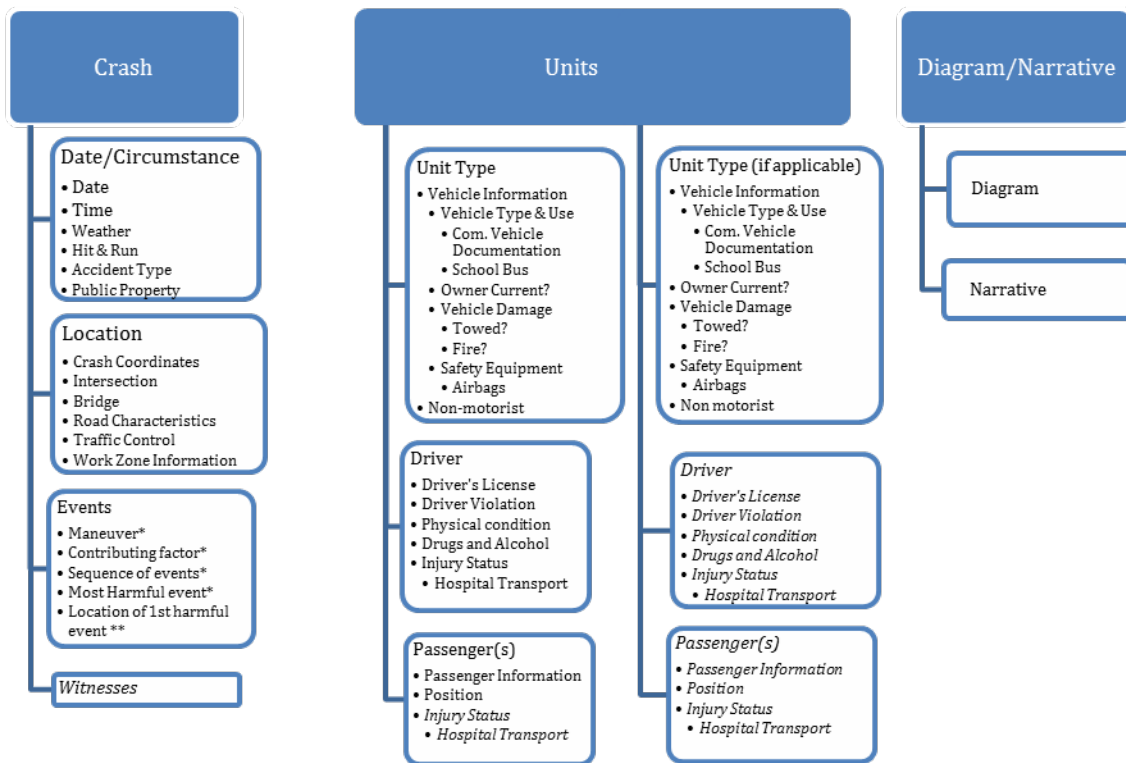 Crash
Date/Circumstance
• Date
• Time
• Weather
• Hit & Run
• Accident Type
• Public Property
Location
• Crash Coordinates
• Intersection
• Bridge
• Road Characteristics
• Traffic Control
• Work Zone Information
Events
• Maneuver*
• Contributing factor*
• Sequence of events*
• Most Harmful event*
• Location of 1st harmful
event **
Witnesses
Units
Unit Type
• Vehicle Information
• Vehicle Type & Use
• Com. Vehicle
Documentation
• School Bus
• Owner Current?
• Vehicle Damage
• Towed?
• Fire?
• Safety Equipment
• Airbags
• Non-motorist
Driver
• Driver's License
• Driver Violation
• Physical condition
• Drugs and Alcohol
• Injury Status
• Hospital Transport
Passenger(s)
• Passenger Information
• Position
• Injury Status
• Hospital Transport
Unit Type (if applicable)
• Vehicle Information
• Vehicle Type & Use
• Com. Vehicle
Documentation
• School Bus
• Owner Current?
• Vehicle Damage
• Towed?
• Fire?
• Safety Equipment
• Airbags
• Non motorist
Driver
• Driver's License
• Driver Violation
• Physical condition
• Drugs and Alcohol
• Injury Status
• Hospital Transport
Passenger(s)
• Passenger Information
• Position
• Injury Status
• Hospital Transport
Diagram/Narrative
Diagram
Narrative